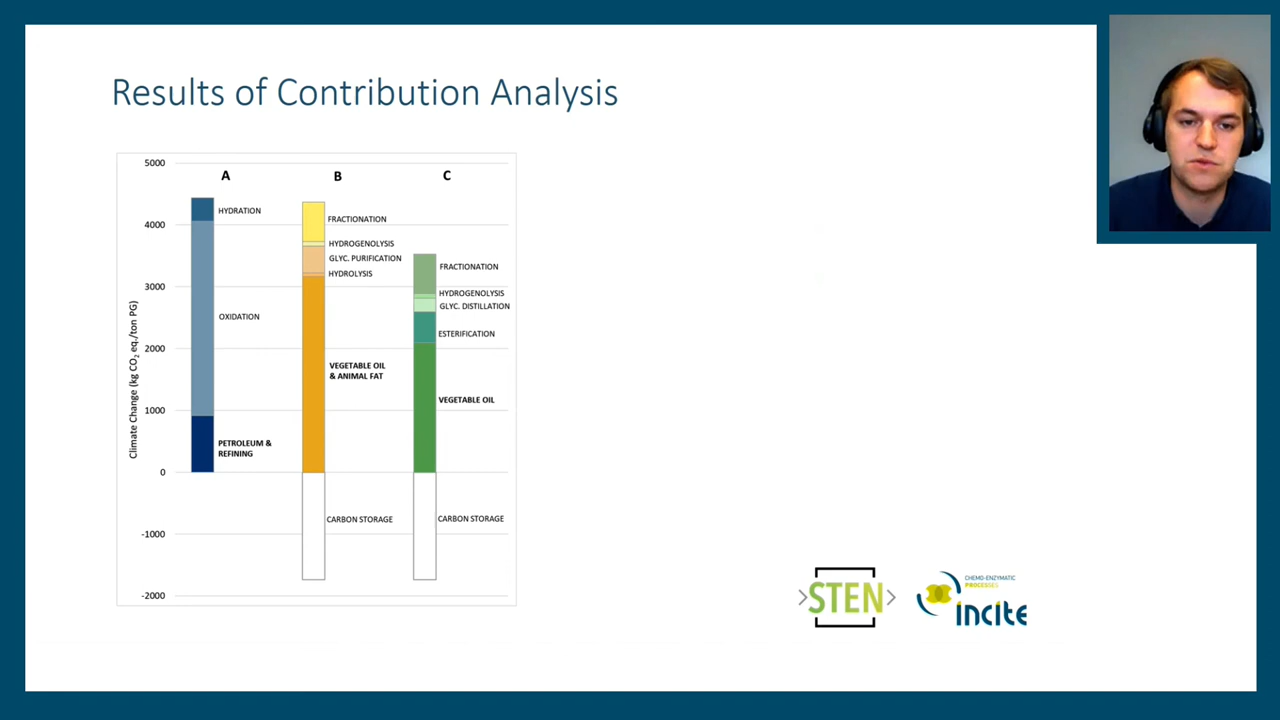 Results of Contribution Analysis
Climate Change (kg CO2 eq./ton PG)
5000
4000
3000
2000
1000
0
-1000
-2000
A
HYDRATION
OXIDATION
PETROLEUM &
REFINING
B
FRACTIONATION
HYDROGENOLYSIS
GLYC. PURIFICATION
HYDROLYSIS
VEGETABLE OIL
& ANIMAL FAT
CARBON STORAGE
C
FRACTIONATION
HYDROGENOLYSIS
GLYC. DISTILLATION
ESTERIFICATION
VEGETABLE OIL
CARBON STORAGE
STEN
CHEMO-ENZYMATIC
PROCESSES
incite